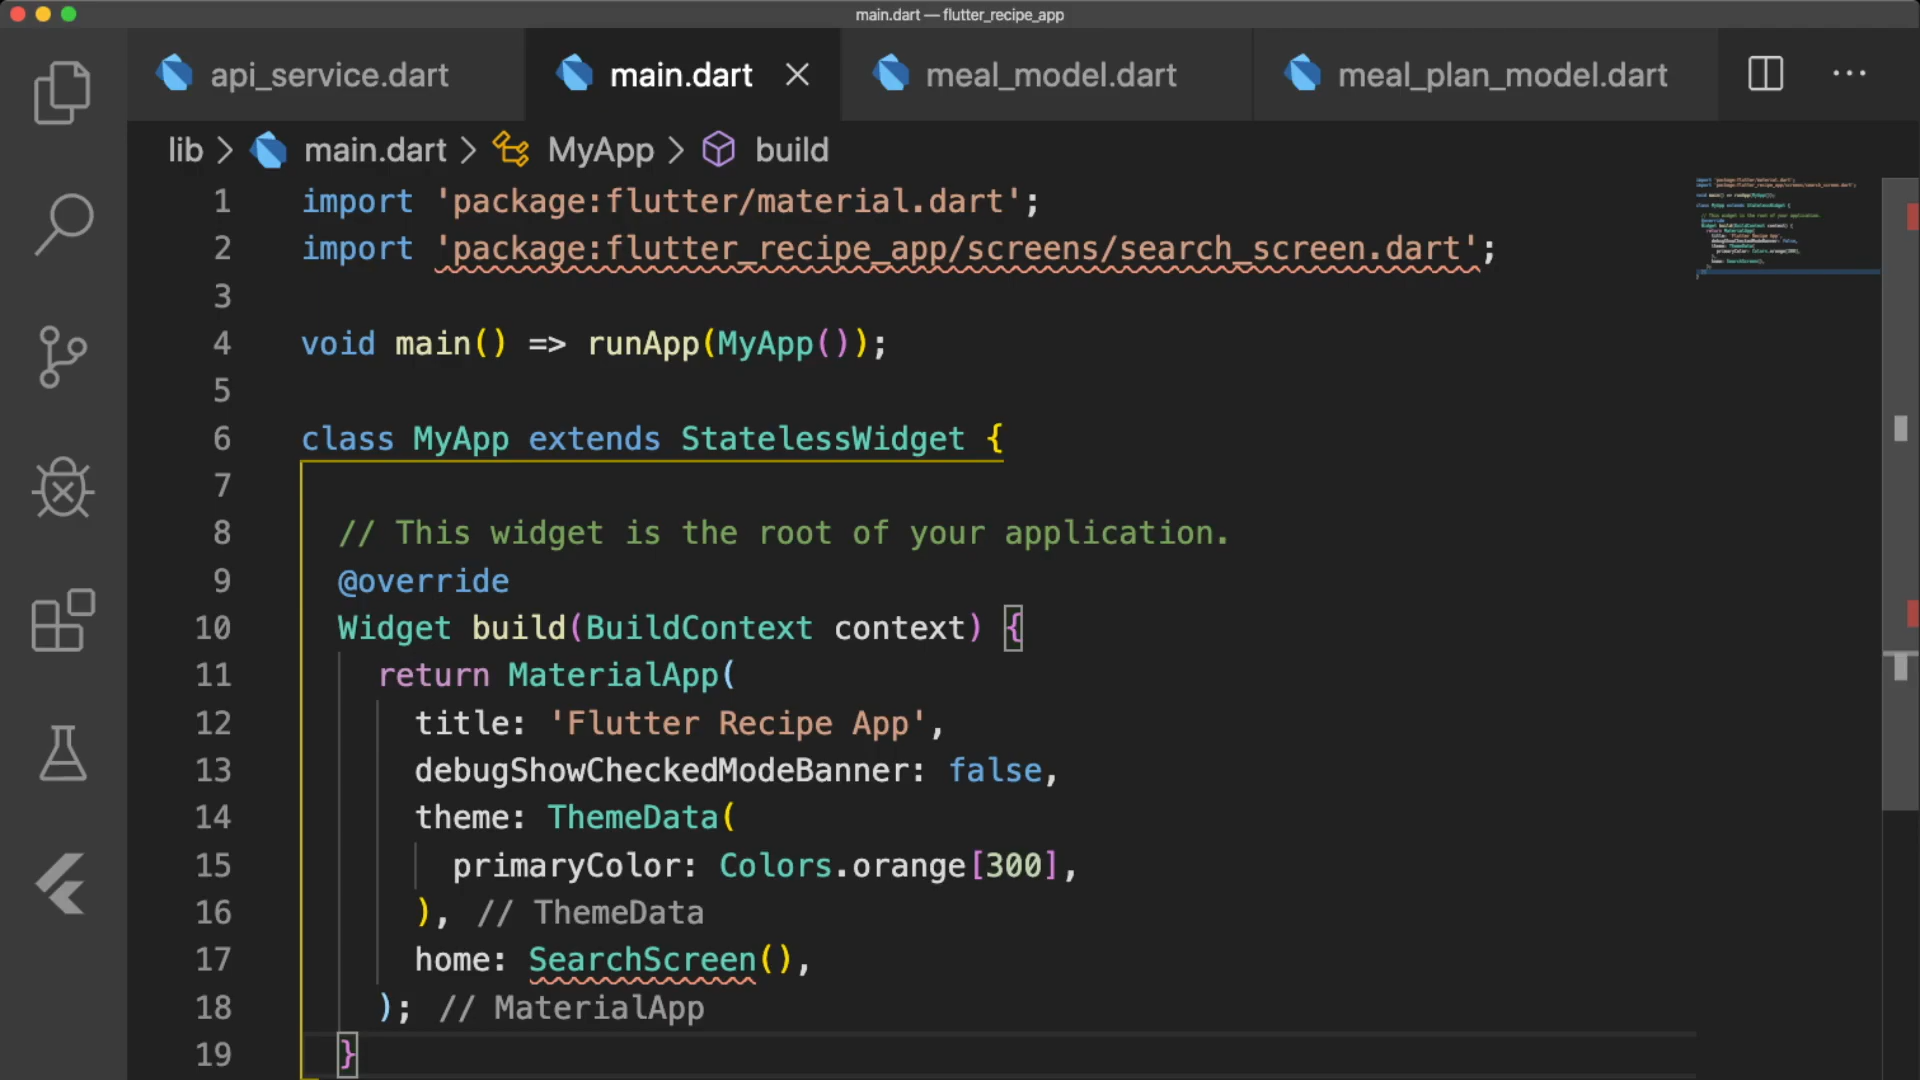 main.dart — flutter_recipe_app
api_service.dart
main.dart
meal_model.dart
meal_plan_model.dart
lib > main.dart > MyApp > build
1 import 'package:flutter/material.dart';
2 import 'package:flutter_recipe_app/screens/search_screen.dart';
3
4 void main() => runApp(MyApp());
5
6 class MyApp extends StatelessWidget {
7
8 // This widget is the root of your application.
9 @override
10 Widget build(BuildContext context) {
11 return MaterialApp(
12 title: 'Flutter Recipe App',
13 debugShowCheckedModeBanner: false,
14 theme: ThemeData(
15 primaryColor: Colors.orange[300],
16 ), // ThemeData
17 home: SearchScreen(),
18 ); // MaterialApp
19 }